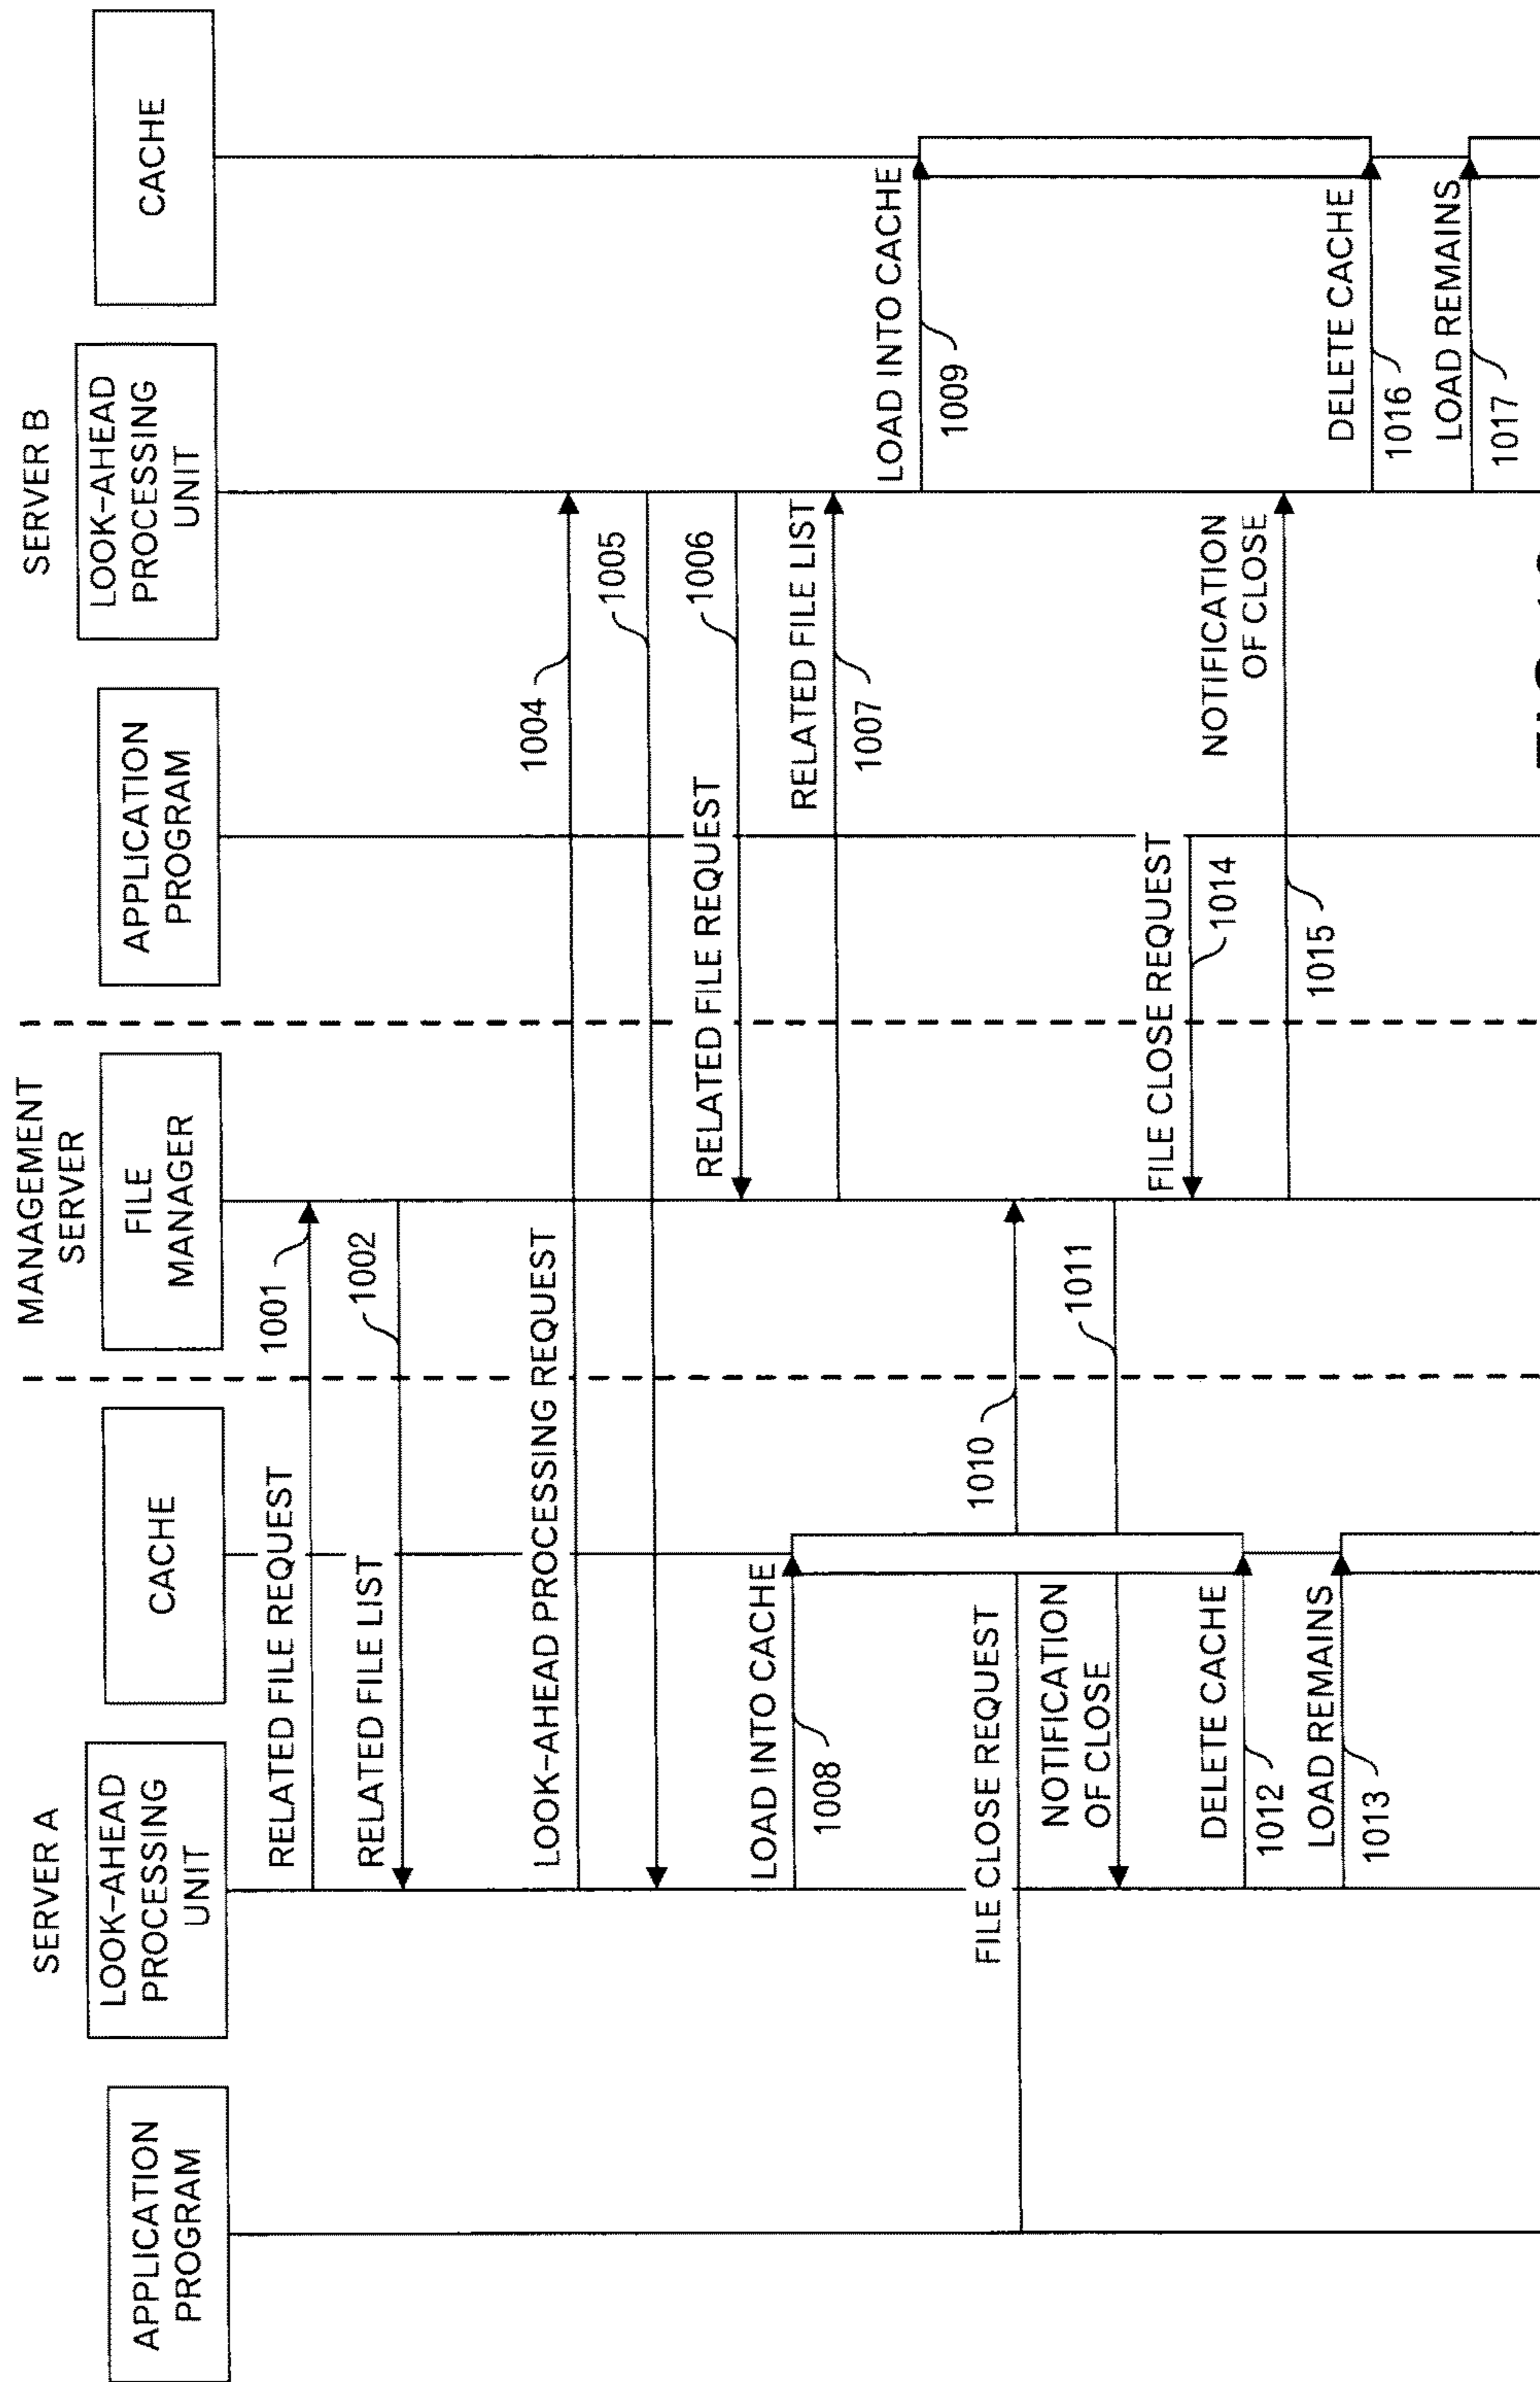 SERVER A
MANAGEMENT
SERVER
SERVER B
APPLICATION
PROGRAM
LOOK-AHEAD
PROCESSING
UNIT
CACHE
FILE
MANAGER
APPLICATION
PROGRAM
LOOK-AHEAD
PROCESSING
UNIT
CACHE
RELATED FILE REQUEST
1001
RELATED FILE LIST
1002
LOOK-AHEAD PROCESSING REQUEST
1004
1005
RELATED FILE REQUEST
1006
RELATED FILE LIST
1007
LOAD INTO CACHE
1008
LOAD INTO CACHE
1009
FILE CLOSE REQUEST
1010
NOTIFICATION
OF CLOSE
1011
FILE CLOSE REQUEST
1014
DELETE CACHE
1012
NOTIFICATION
OF CLOSE
1015
LOAD REMAINS
1013
DELETE CACHE
1016
LOAD REMAINS
1017